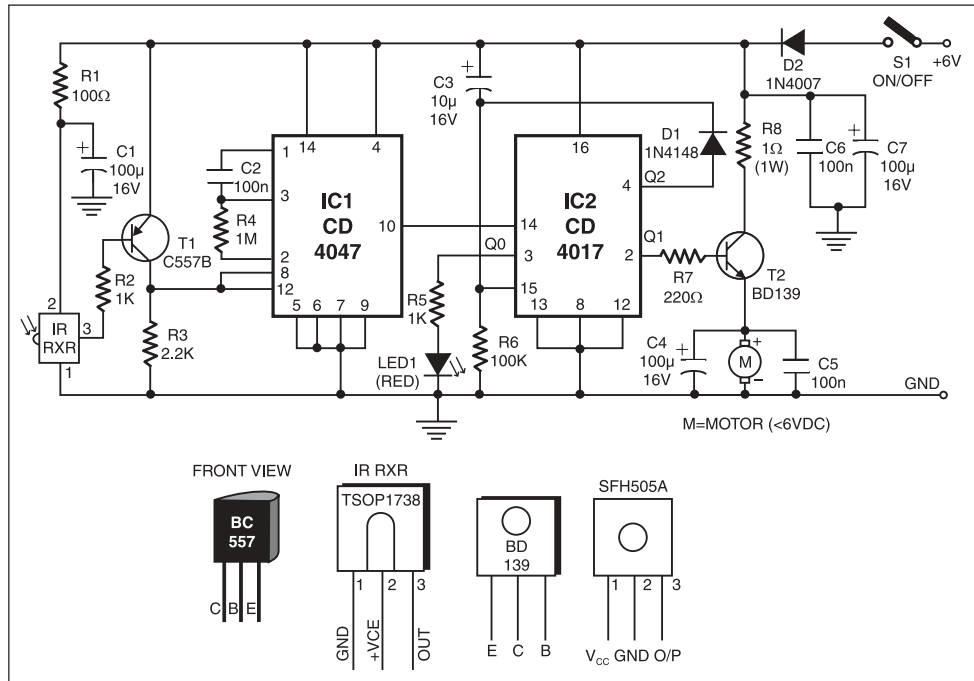 R1
100Ω
C1
100µ
16V
T1
C557B
R2
1K
2
IR
RXR
3
1
R3
2.2K
C2
100n
R4
1M
14
4
1
3
2
8
12
IC1
CD
4047
10
5
6
7
9
C3
10µ
16V
16
IC2
CD
4017
14
3
15
13
8
12
4
2
Q0
Q2
Q1
D1
1N4148
R5
1K
LED1
(RED)
R6
100K
R7
220Ω
D2
1N4007
S1
ON/OFF
+6V
R8
1Ω
(1W)
C6
100n
C7
100µ
16V
T2
BD139
C4
100µ
16V
M
C5
100n
GND
M=MOTOR (<6VDC)
FRONT VIEW
BC
557
C B E
IR RXR
TSOP1738
1 2 3
GND
+VCE
OUT
BD
139
E C B
SFH505A
1 2 3
VCC GND O/P